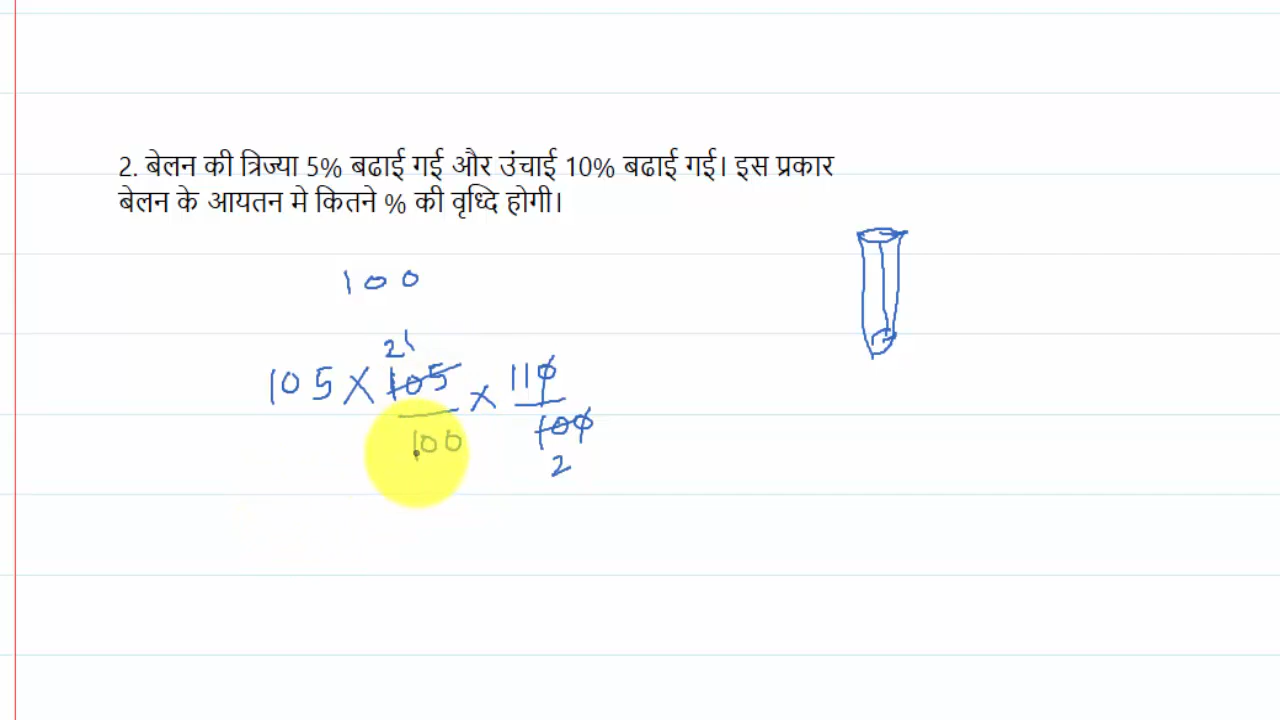 2. बेलन की त्रिज्या 5% बढाई गई और उंचाई 10% बढाई गई। इस प्रकार
बेलन के आयतन मे कितने % की वृध्दि होगी।
100
21
105 X 105 x 110
100 100
2